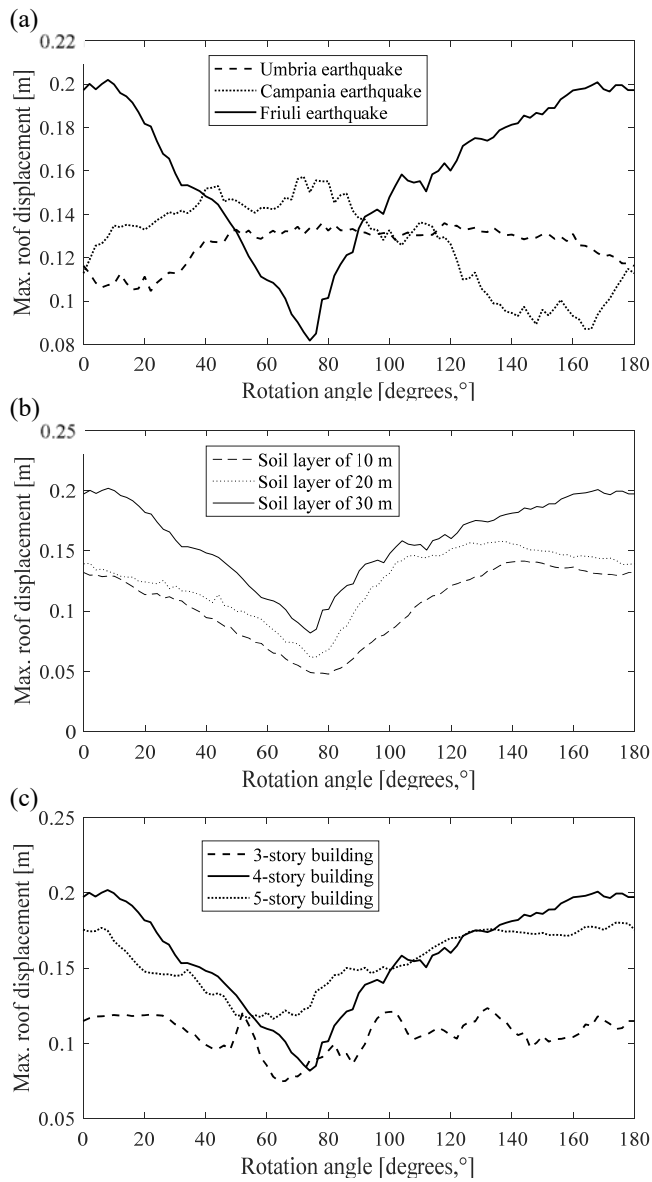 (a)
0.22
0.2
0.18
0.16
0.14
0.12
0.1
0.08
Max. roof displacement [m]
Umbria earthquake
Campania earthquake
Friuli earthquake
0 20 40 60 80 100 120 140 160 180
Rotation angle [degrees,°]
(b)
0.25
0.2
0.15
0.1
0.05
0
Max. roof displacement [m]
Soil layer of 10 m
Soil layer of 20 m
Soil layer of 30 m
0 20 40 60 80 100 120 140 160 180
Rotation angle [degrees,°]
(c)
0.25
0.2
0.15
0.1
0.05
Max. roof displacement [m]
3-story building
4-story building
5-story building
0 20 40 60 80 100 120 140 160 180
Rotation angle [degrees,°]